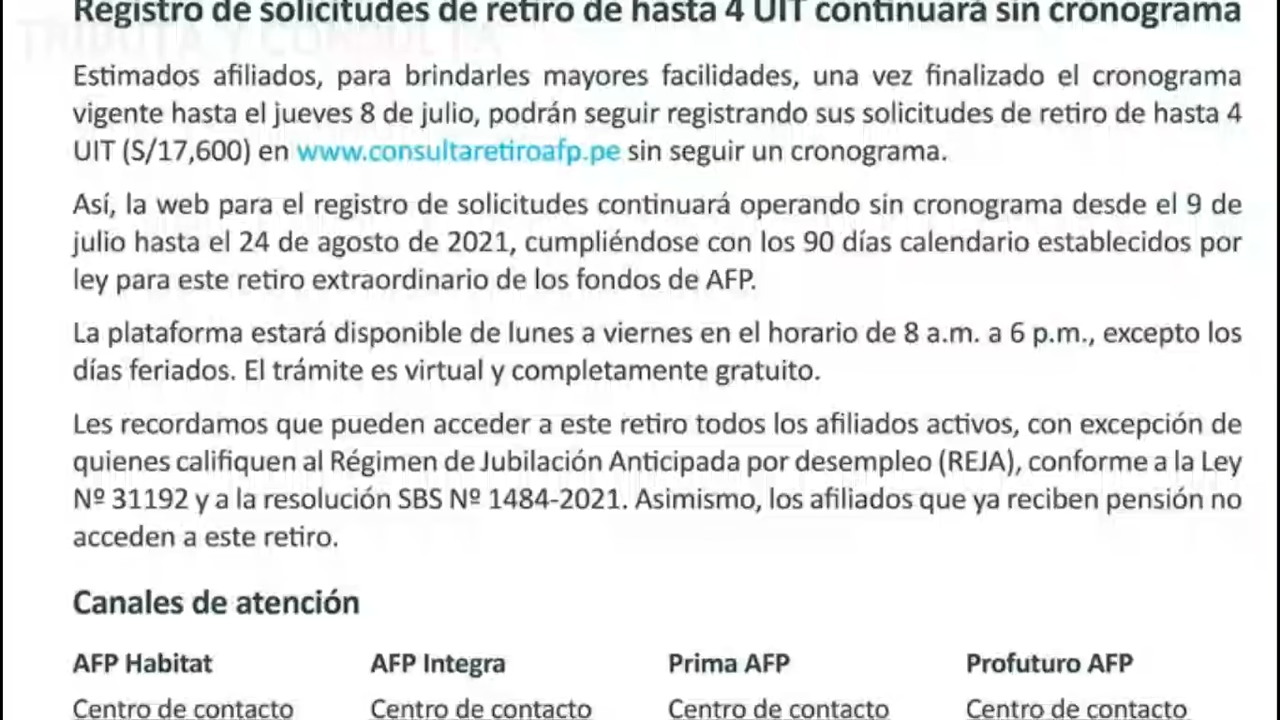 Registro de solicitudes de retiro de hasta 4 UIT continuará sin cronograma
TRIBUTA Y CONSULTA
Estimados afiliados, para brindarles mayores facilidades, una vez finalizado el cronograma
vigente hasta el jueves 8 de julio, podrán seguir registrando sus solicitudes de retiro de hasta 4
UIT (S/17,600) en www.consultaretiroafp.pe sin seguir un cronograma.
Así, la web para el registro de solicitudes continuará operando sin cronograma desde el 9 de
julio hasta el 24 de agosto de 2021, cumpliéndose con los 90 días calendario establecidos por
ley para este retiro extraordinario de los fondos de AFP.
La plataforma estará disponible de lunes a viernes en el horario de 8 a.m. a 6 p.m., excepto los
días feriados. El trámite es virtual y completamente gratuito.
Les recordamos que pueden acceder a este retiro todos los afiliados activos, con excepción de
quienes califiquen al Régimen de Jubilación Anticipada por desempleo (REJA), conforme a la Ley
Nº 31192 y a la resolución SBS Nº 1484-2021. Asimismo, los afiliados que ya reciben pensión no
acceden a este retiro.
Canales de atención
AFP Habitat AFP Integra Prima AFP Profuturo AFP
Centro de contacto Centro de contacto Centro de contacto Centro de contacto